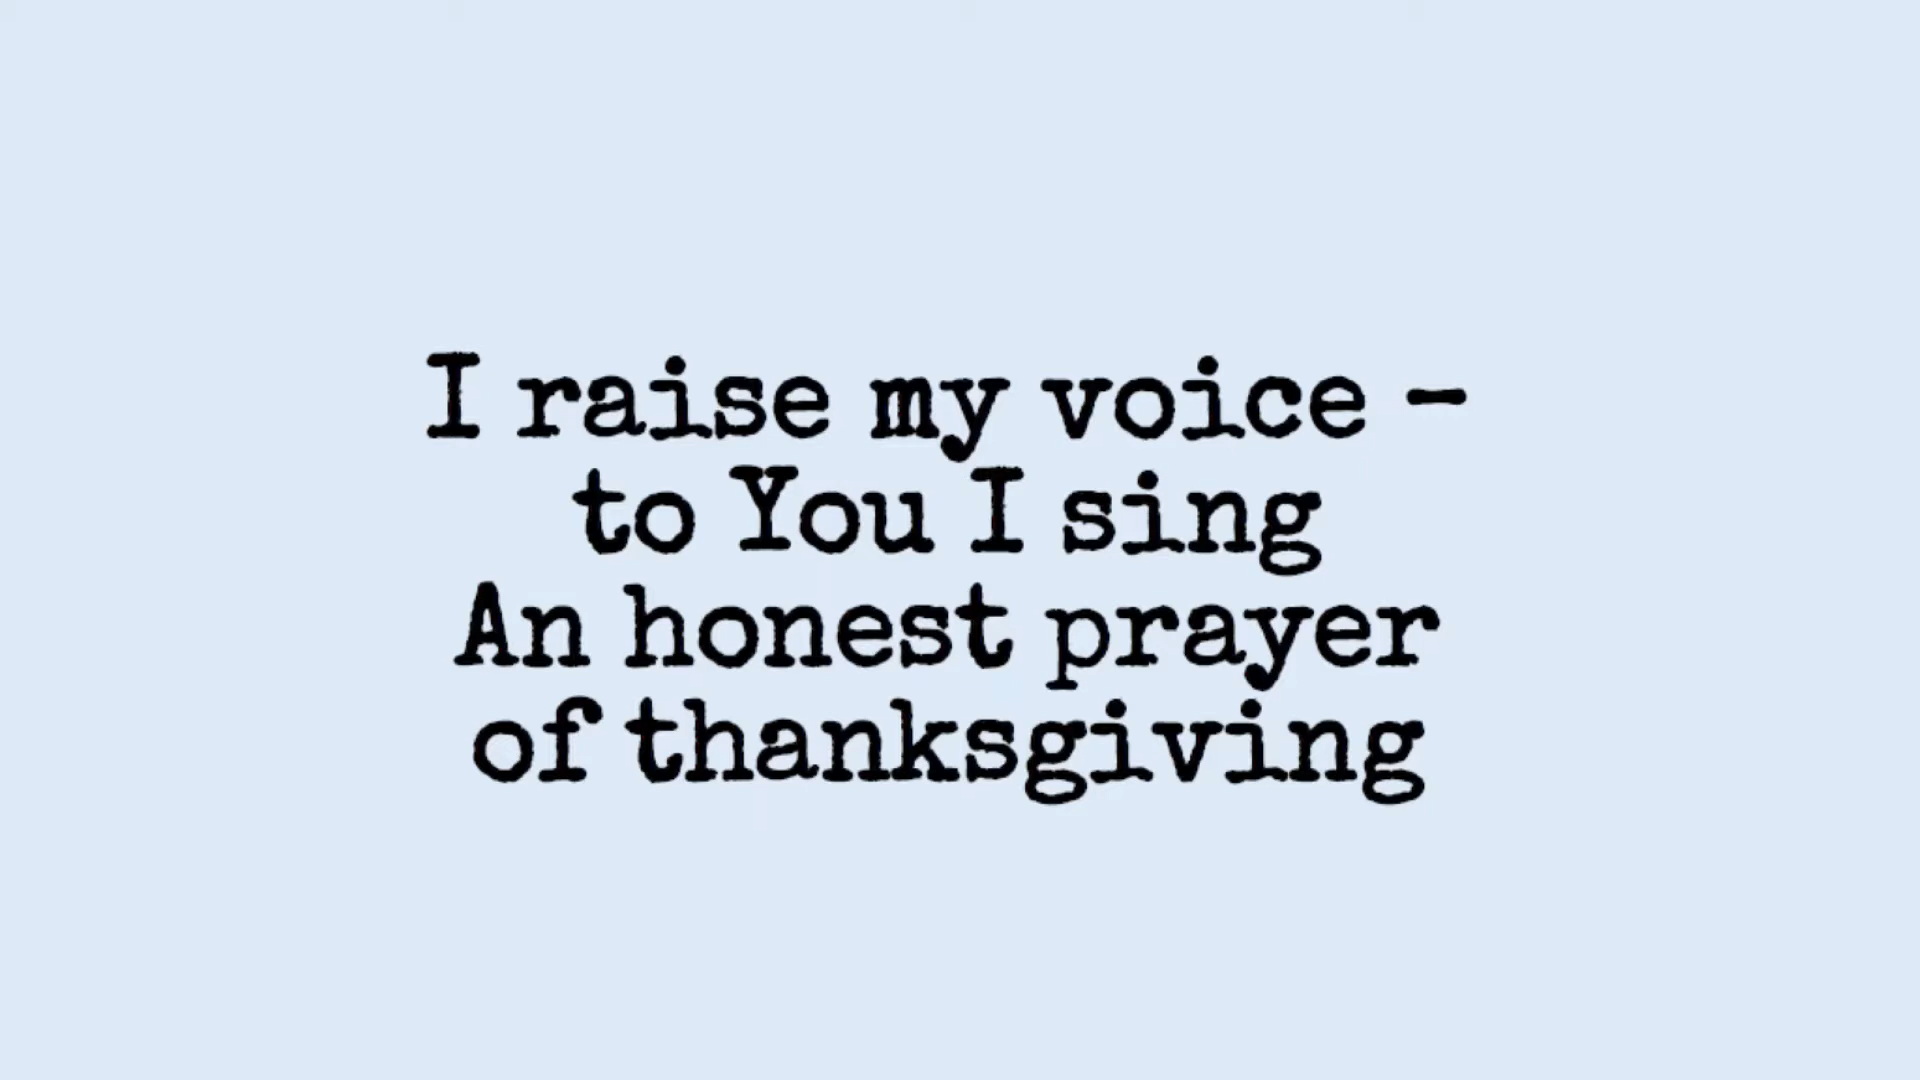 I raise my voice -
to You I sing
An honest prayer
of thanksgiving